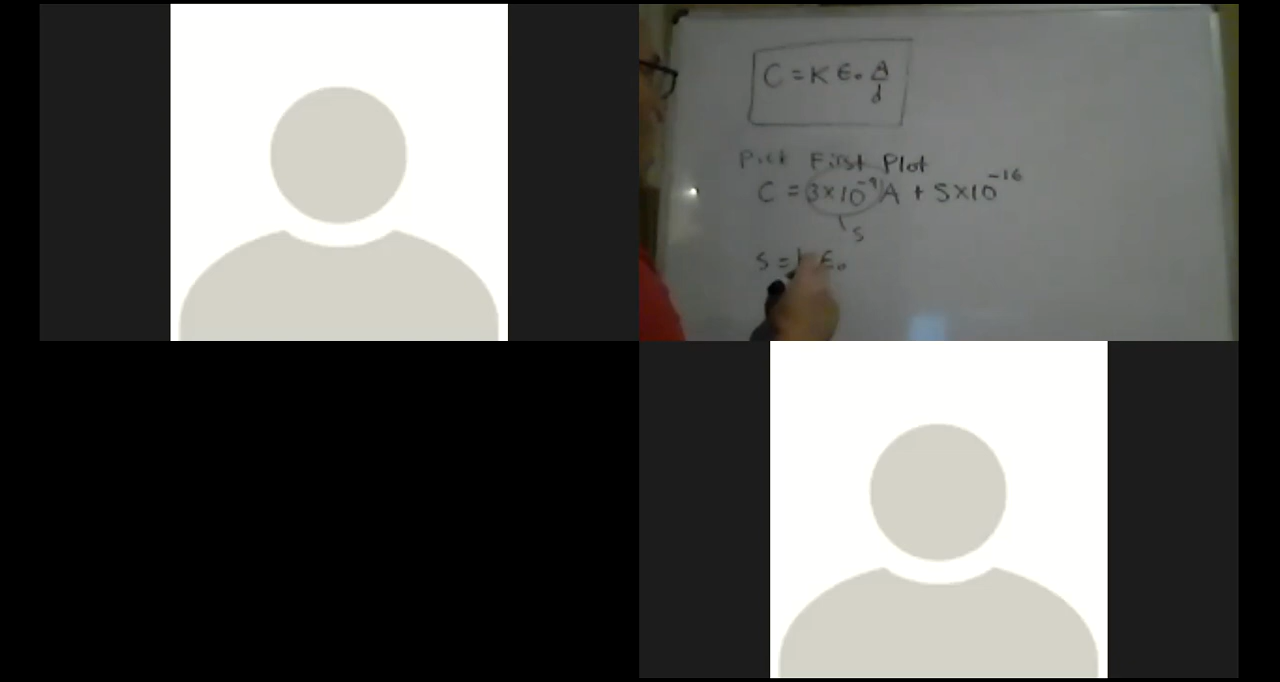 C = K ϵ₀ A/d
Pick First Plot
C = 3×10⁻⁹ A + 5×10⁻¹⁶
s
s = k ϵ₀